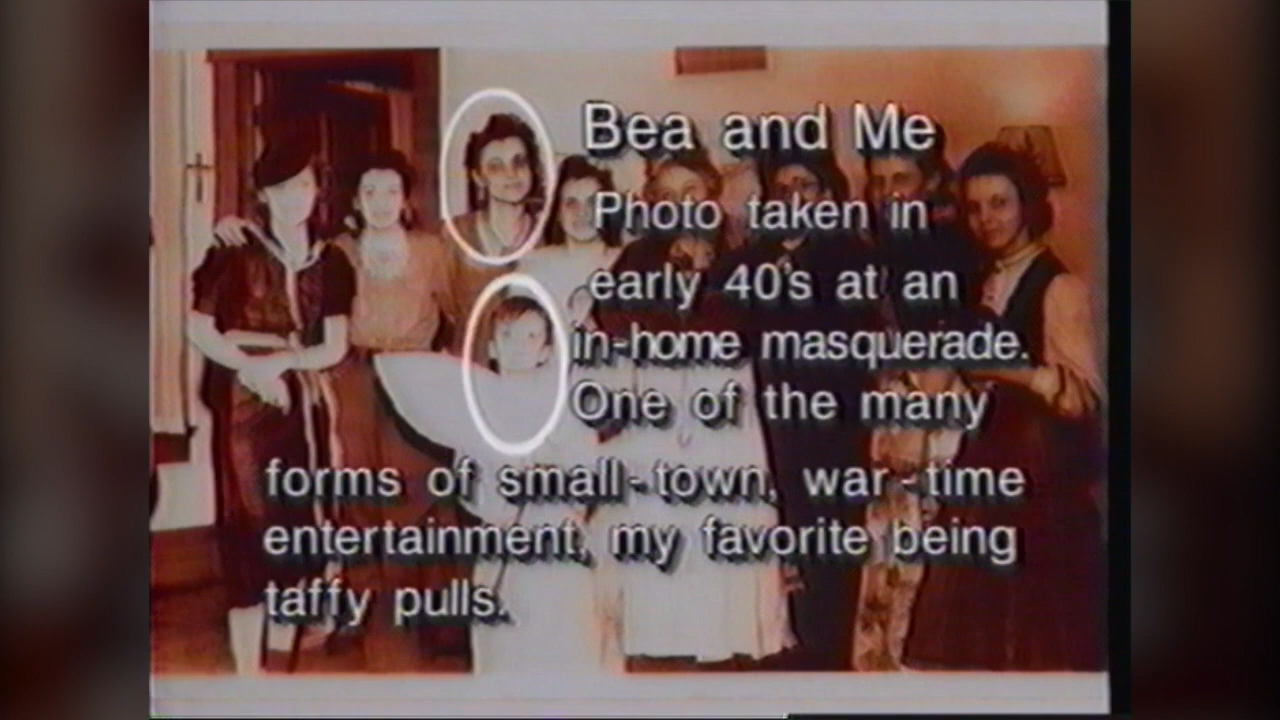 Bea and Me
Photo taken in
early 40's at an
in-home masquerade.
One of the many
forms of small-town, war-time
entertainment, my favorite being
taffy pulls.